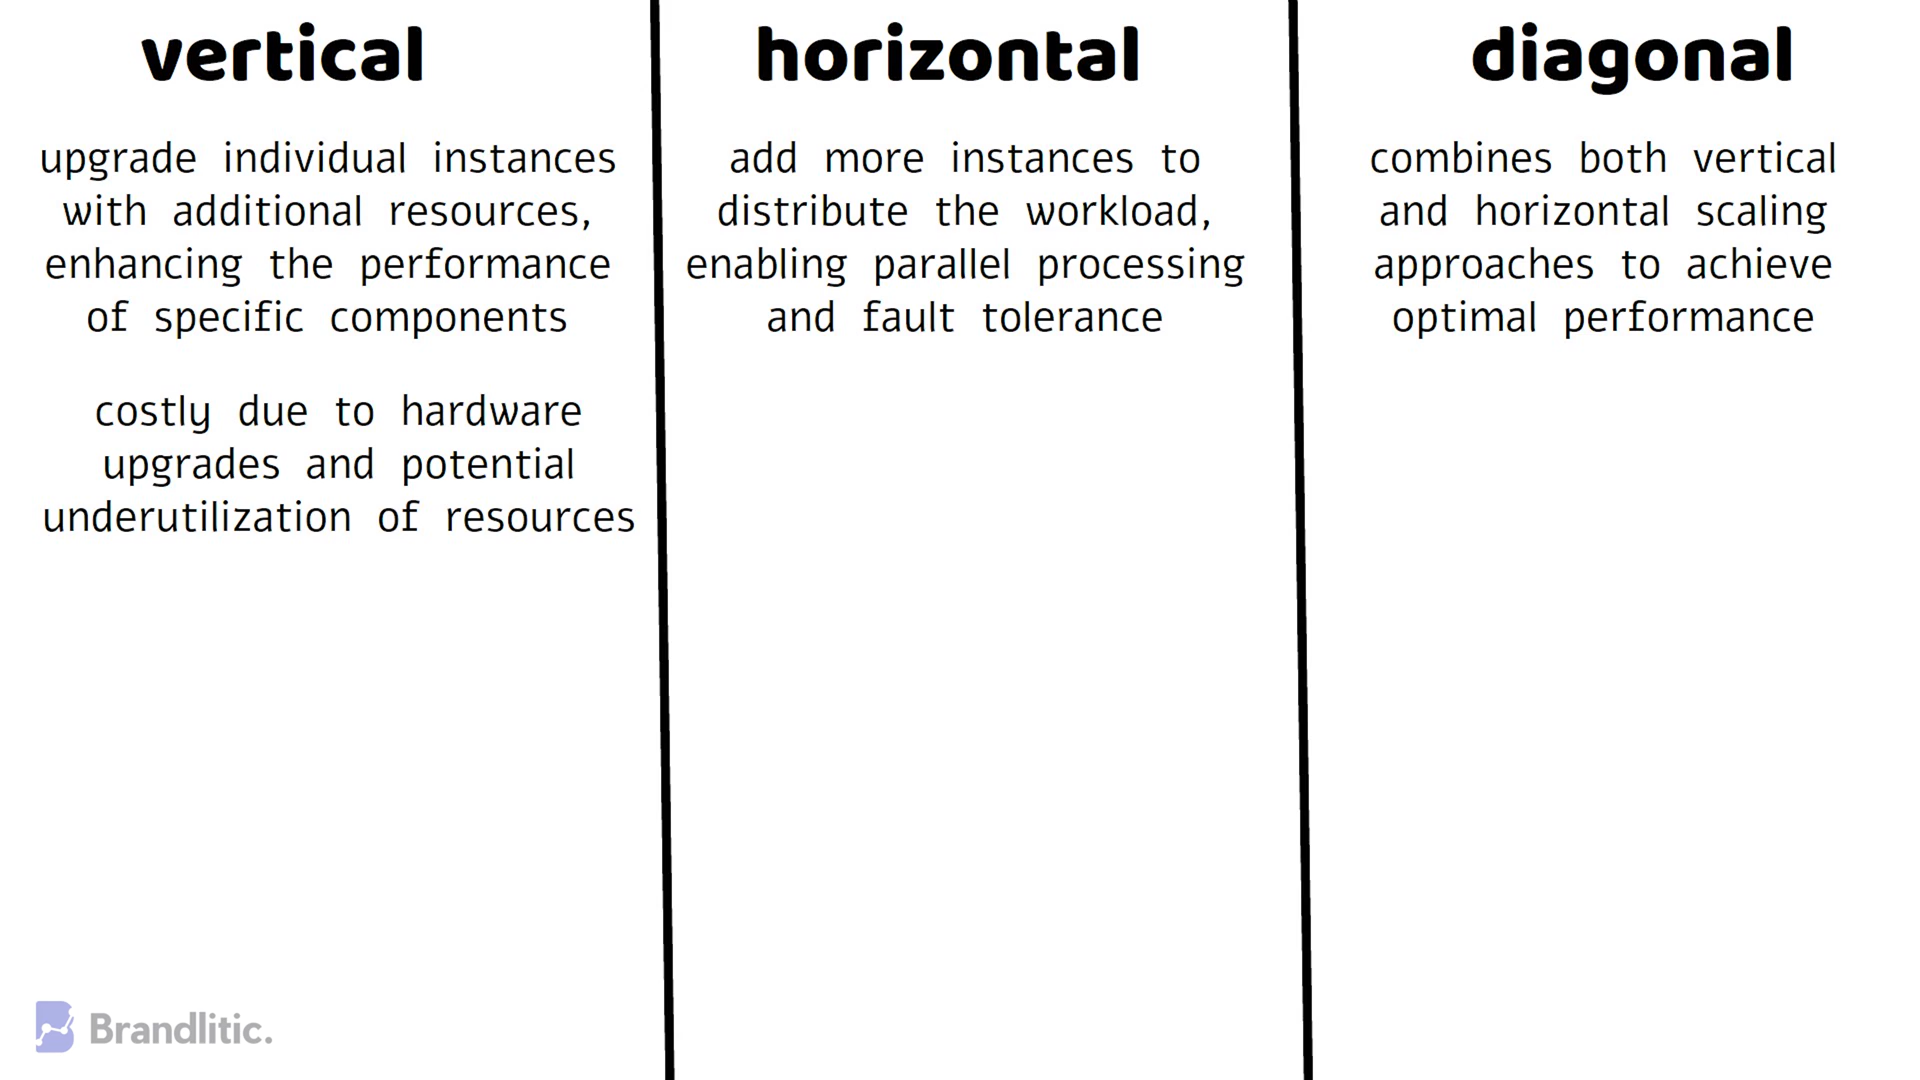 vertical
upgrade individual instances
with additional resources,
enhancing the performance
of specific components
costly due to hardware
upgrades and potential
underutilization of resources
horizontal
add more instances to
distribute the workload,
enabling parallel processing
and fault tolerance
diagonal
combines both vertical
and horizontal scaling
approaches to achieve
optimal performance
Brandlitic.